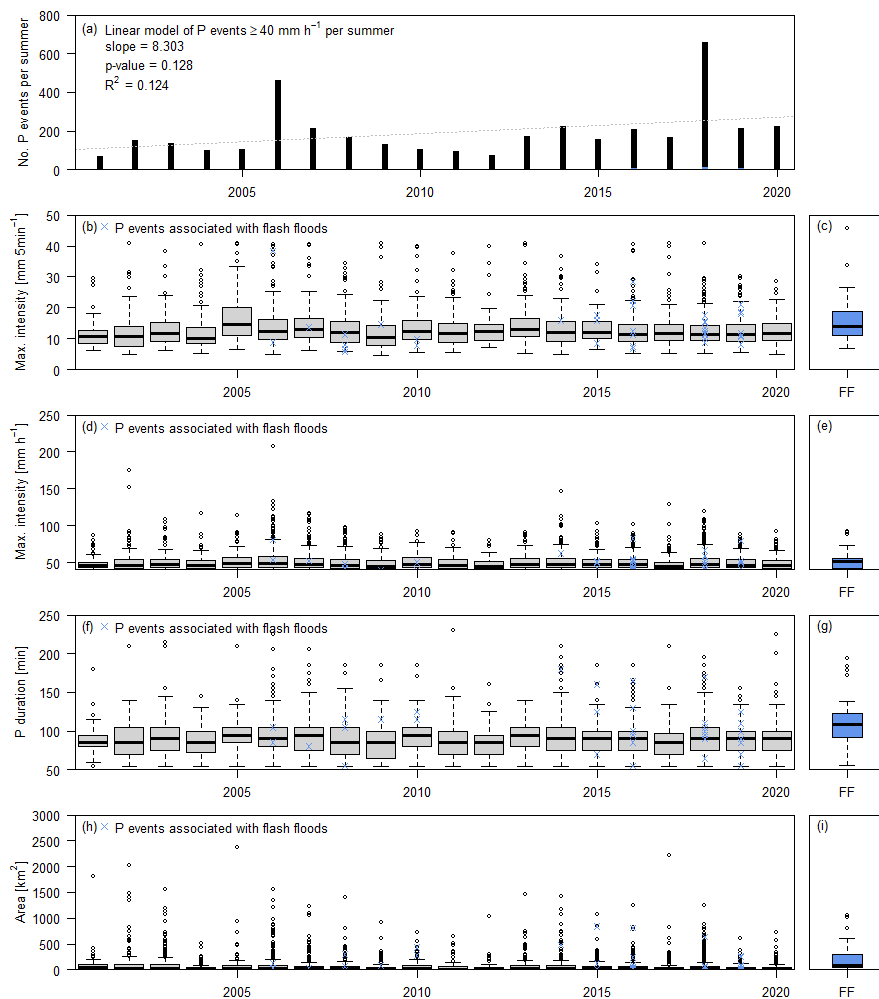 (a) Linear model of P events ≥ 40 mm h⁻¹ per summer
slope = 8.303
p-value = 0.128
R² = 0.124
No. P events per summer
800
600
400
200
0
2005 2010 2015 2020
(b) × P events associated with flash floods
Max. intensity [mm 5min⁻¹]
50
40
30
20
10
0
2005 2010 2015 2020
(c)
FF
(d) × P events associated with flash floods
Max. intensity [mm h⁻¹]
250
200
150
100
50
2005 2010 2015 2020
(e)
FF
(f) × P events associated with flash floods
P duration [min]
250
200
150
100
50
2005 2010 2015 2020
(g)
FF
(h) × P events associated with flash floods
Area [km²]
3000
2500
2000
1500
1000
500
0
2005 2010 2015 2020
(i)
FF